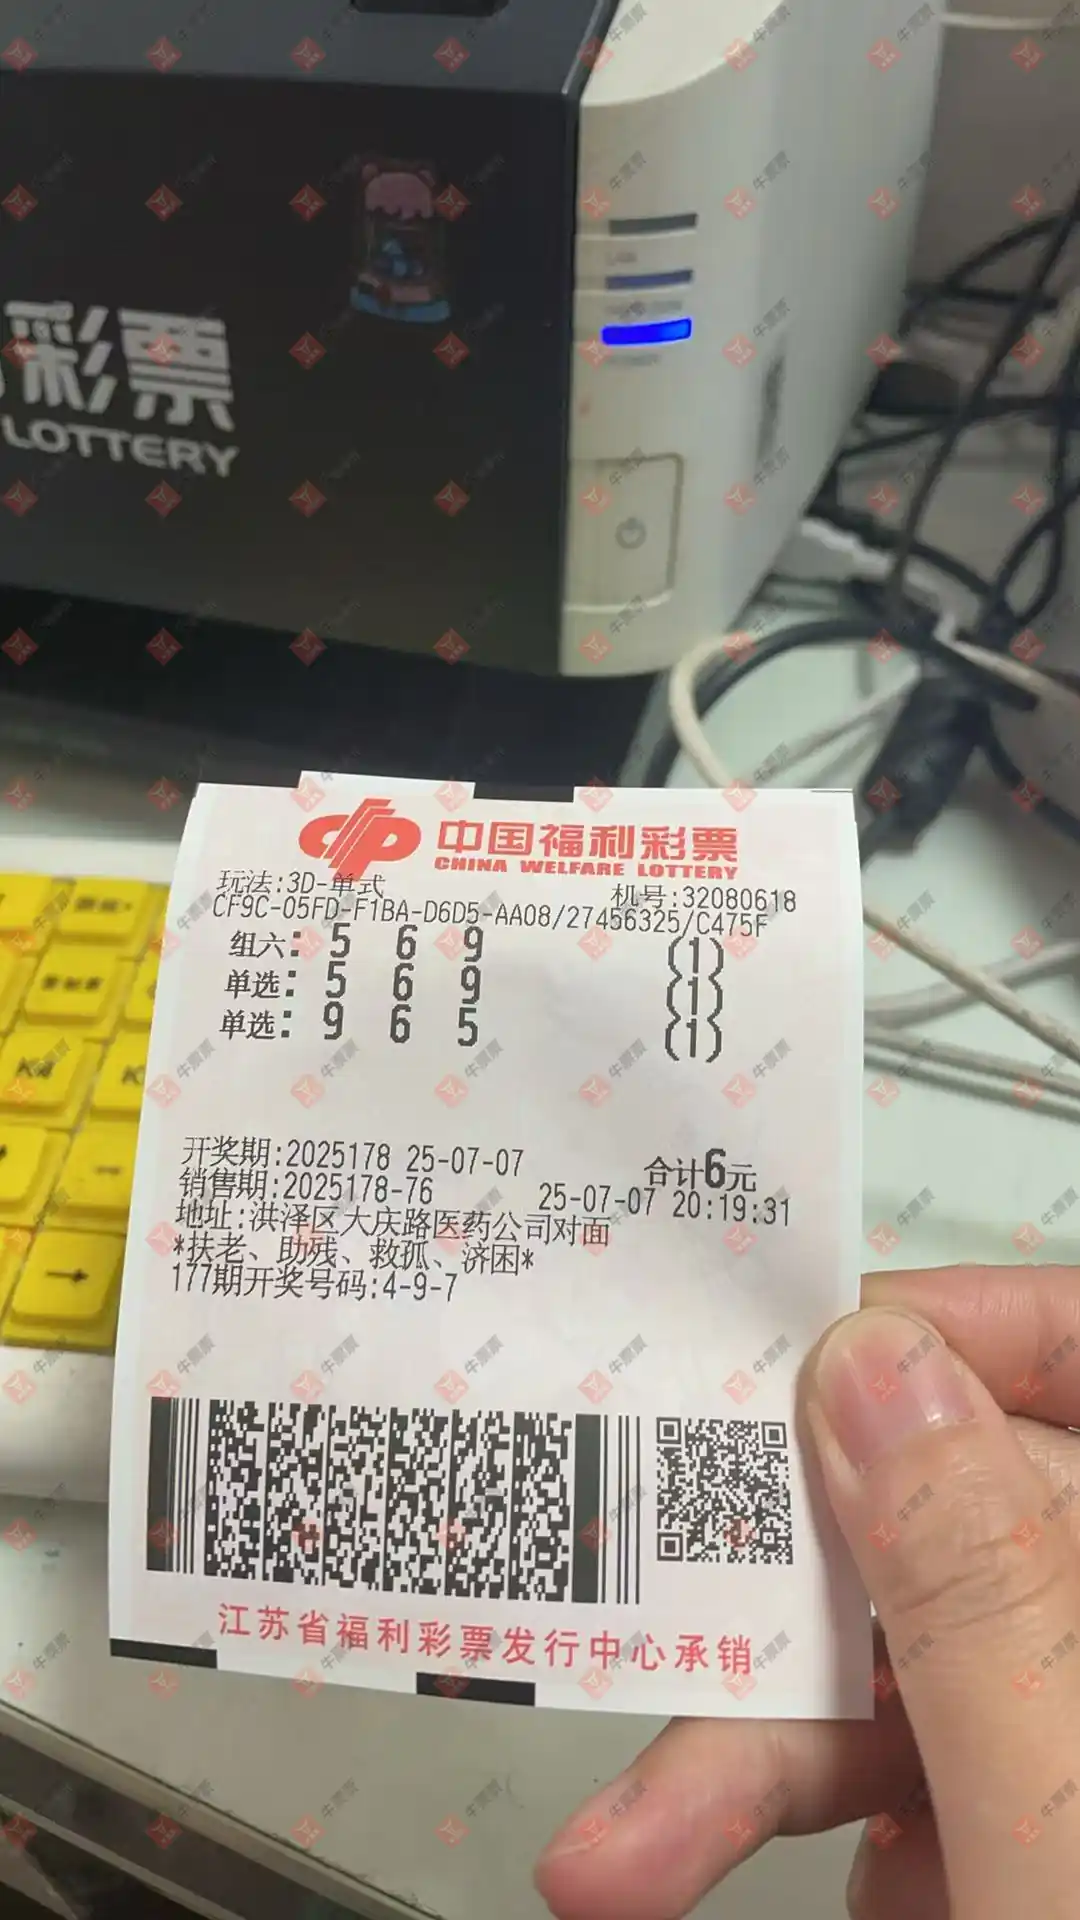 彩票
LOTTERY
中国福利彩票
CHINA WELFARE LOTTERY
玩法:3D-单式
机号:32080618
CF9C-05FD-F1BA-D6D5-AA08/27456325/C475F
组六: 5 6 9 (1)
单选: 5 6 9 (1)
单选: 9 6 5 (1)
开奖期:2025178 25-07-07
合计6元
销售期:2025178-76 25-07-07 20:19:31
地址:洪泽区大庆路医药公司对面
*扶老、助残、救孤、济困*
177期开奖号码:4-9-7
江苏省福利彩票发行中心承销
牛票票